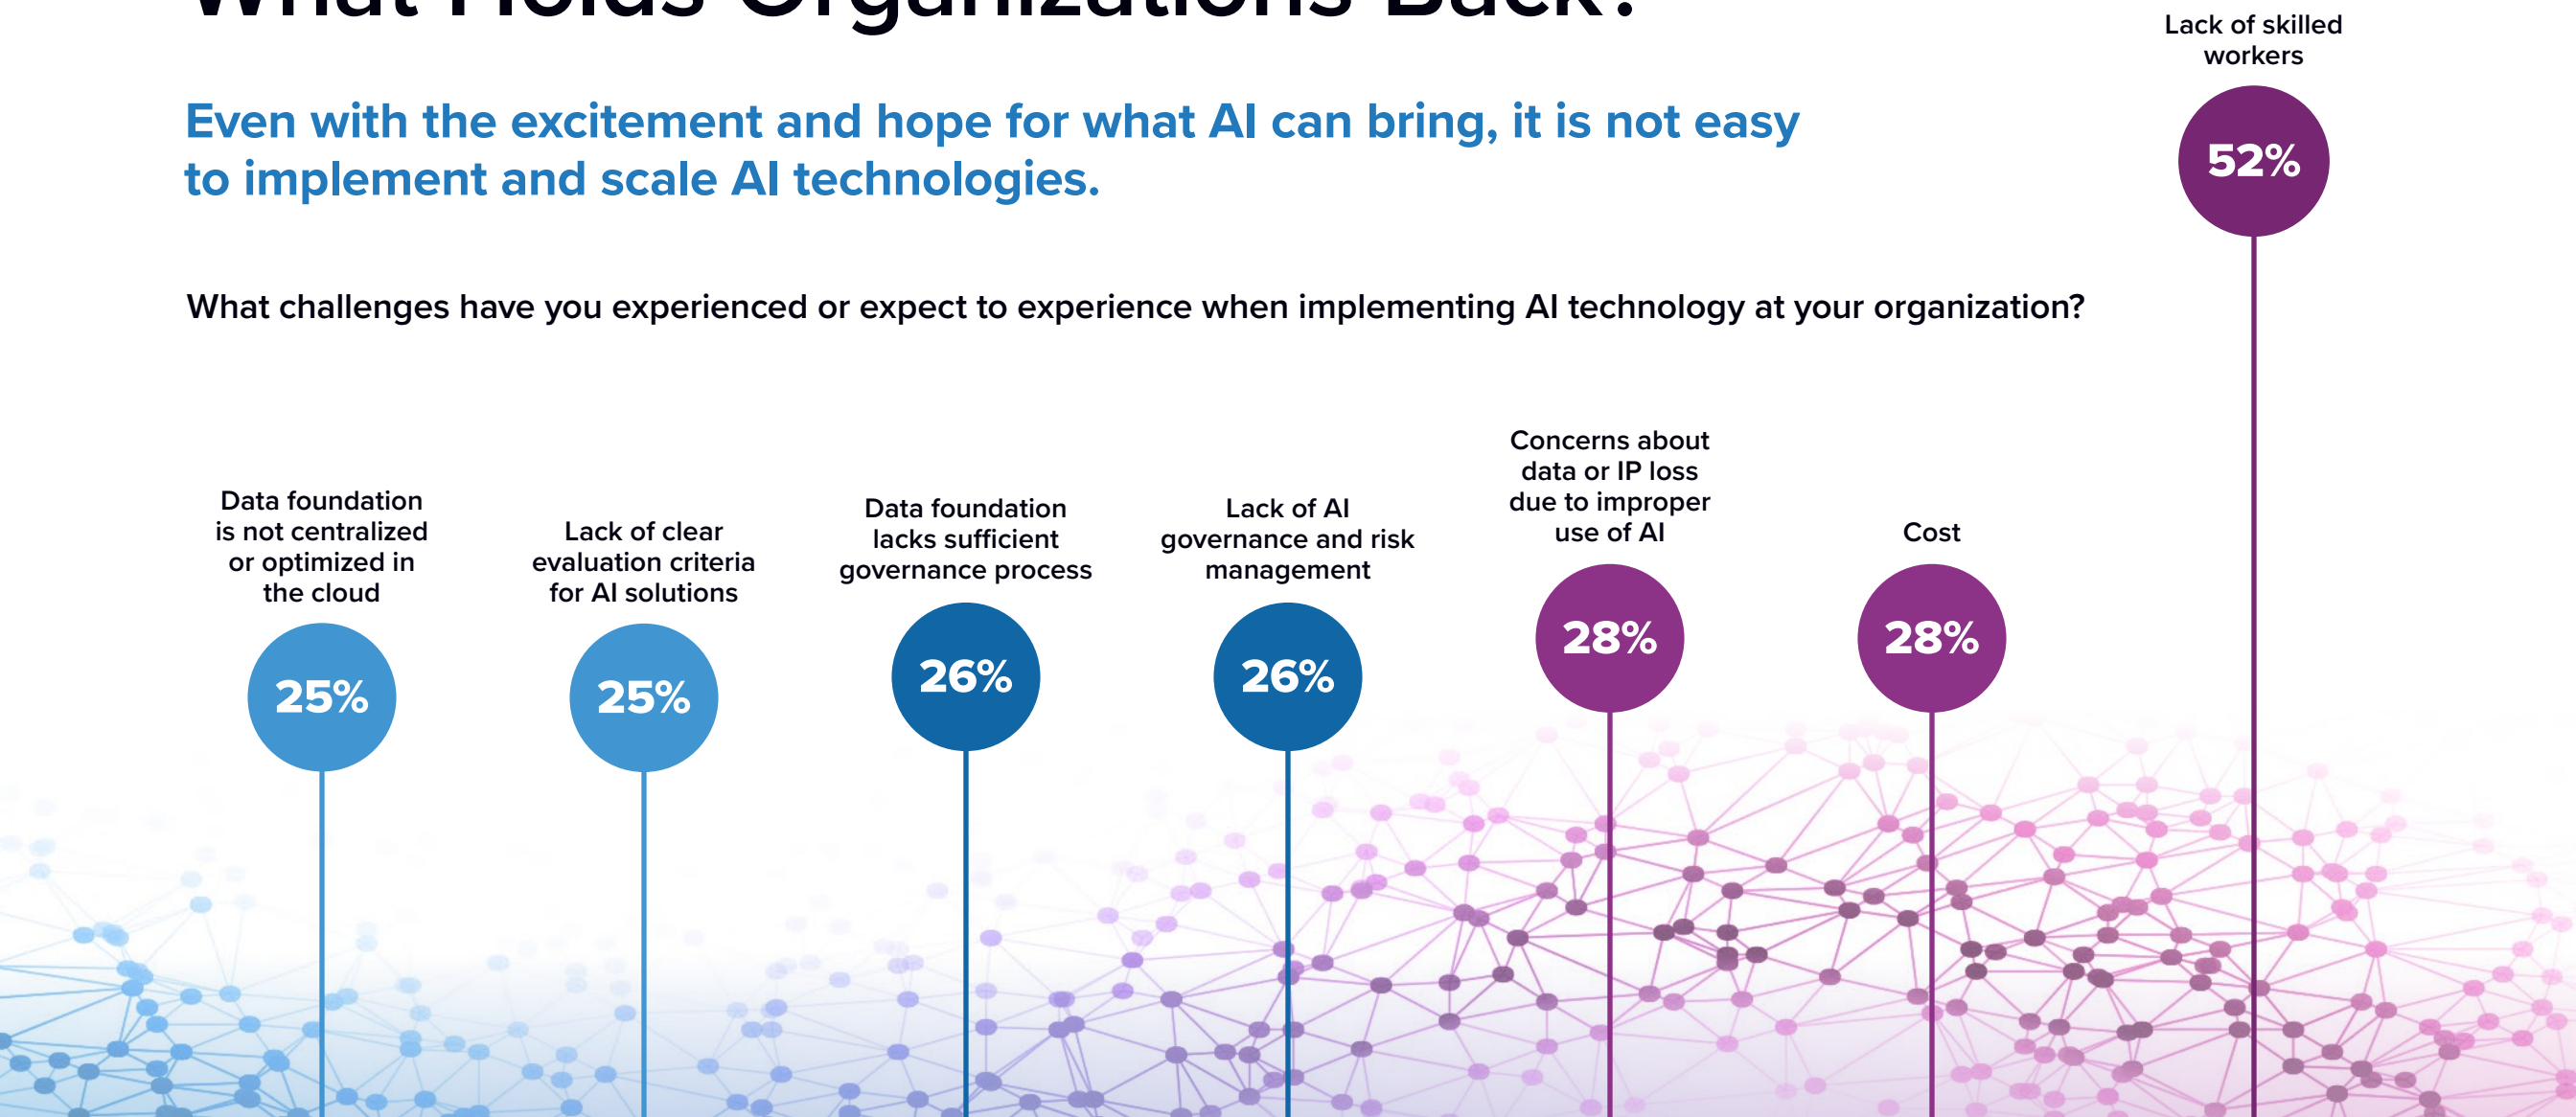 What Holds Organizations Back?
Even with the excitement and hope for what AI can bring, it is not easy
to implement and scale AI technologies.
What challenges have you experienced or expect to experience when implementing AI technology at your organization?
Data foundation
is not centralized
or optimized in
the cloud
25%
Lack of clear
evaluation criteria
for AI solutions
25%
Data foundation
lacks sufficient
governance process
26%
Lack of AI
governance and risk
management
26%
Concerns about
data or IP loss
due to improper
use of AI
28%
Cost
28%
Lack of skilled
workers
52%